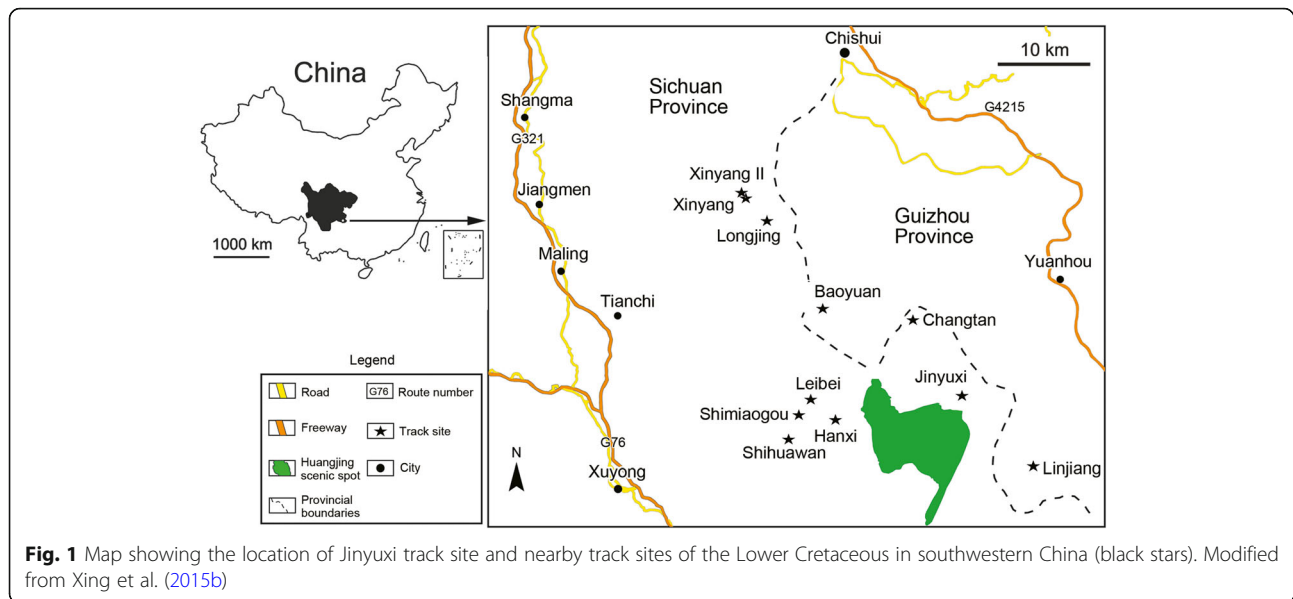 China
1000 km
Legend
Road
G76 Route number
Freeway
Track site
Huangjing
scenic spot
City
Provincial
boundaries
Chishui
10 km
Sichuan
Province
Shangma
G4215
G321
Xinyang II
Jiangmen
Xinyang
Guizhou
Province
Longjing
Maling
Yuanhou
Baoyuan
Tianchi
Changtan
Leibei
Jinyuxi
Shimiaogou
Hanxi
Shihuawan
G76
N
Linjiang
Xuyong
Fig. 1 Map showing the location of Jinyuxi track site and nearby track sites of the Lower Cretaceous in southwestern China (black stars). Modified
from Xing et al. (2015b)